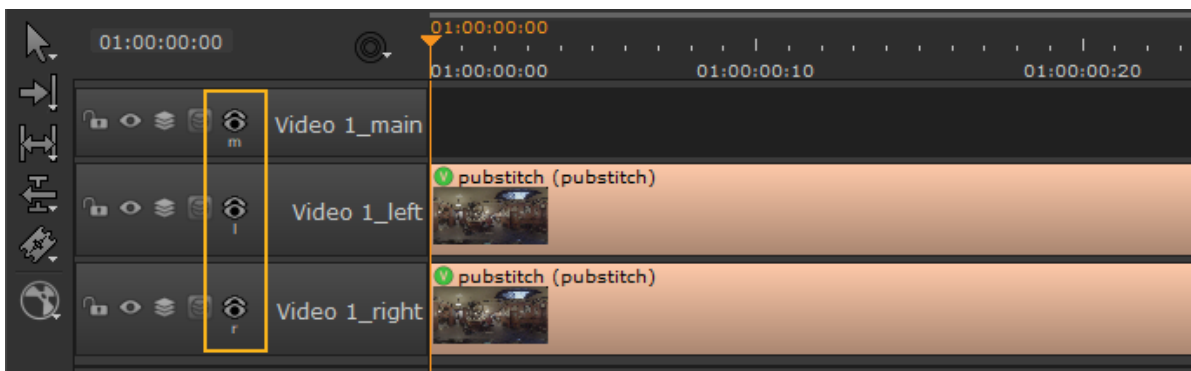 01:00:00:00
01:00:00:00
01:00:00:00 01:00:00:10 01:00:00:20
m Video 1_main
V pubstitch (pubstitch)
l Video 1_left
V pubstitch (pubstitch)
r Video 1_right